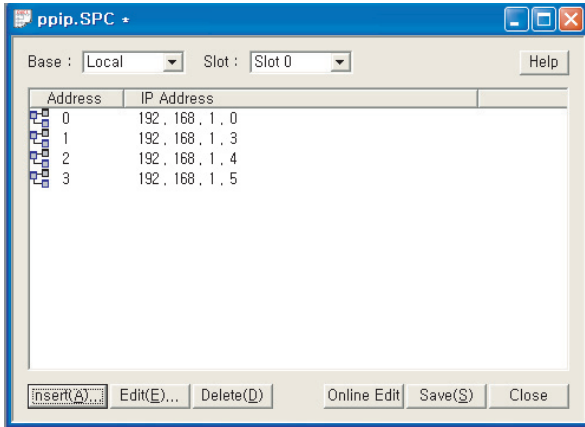 ppip.SPC *
Base : Local Slot : Slot 0 Help
Address IP Address
0 192 , 168 , 1 , 0
1 192 , 168 , 1 , 3
2 192 , 168 , 1 , 4
3 192 , 168 , 1 , 5
nsert(A)... Edit(E)... Delete(D) Online Edit Save(S) Close